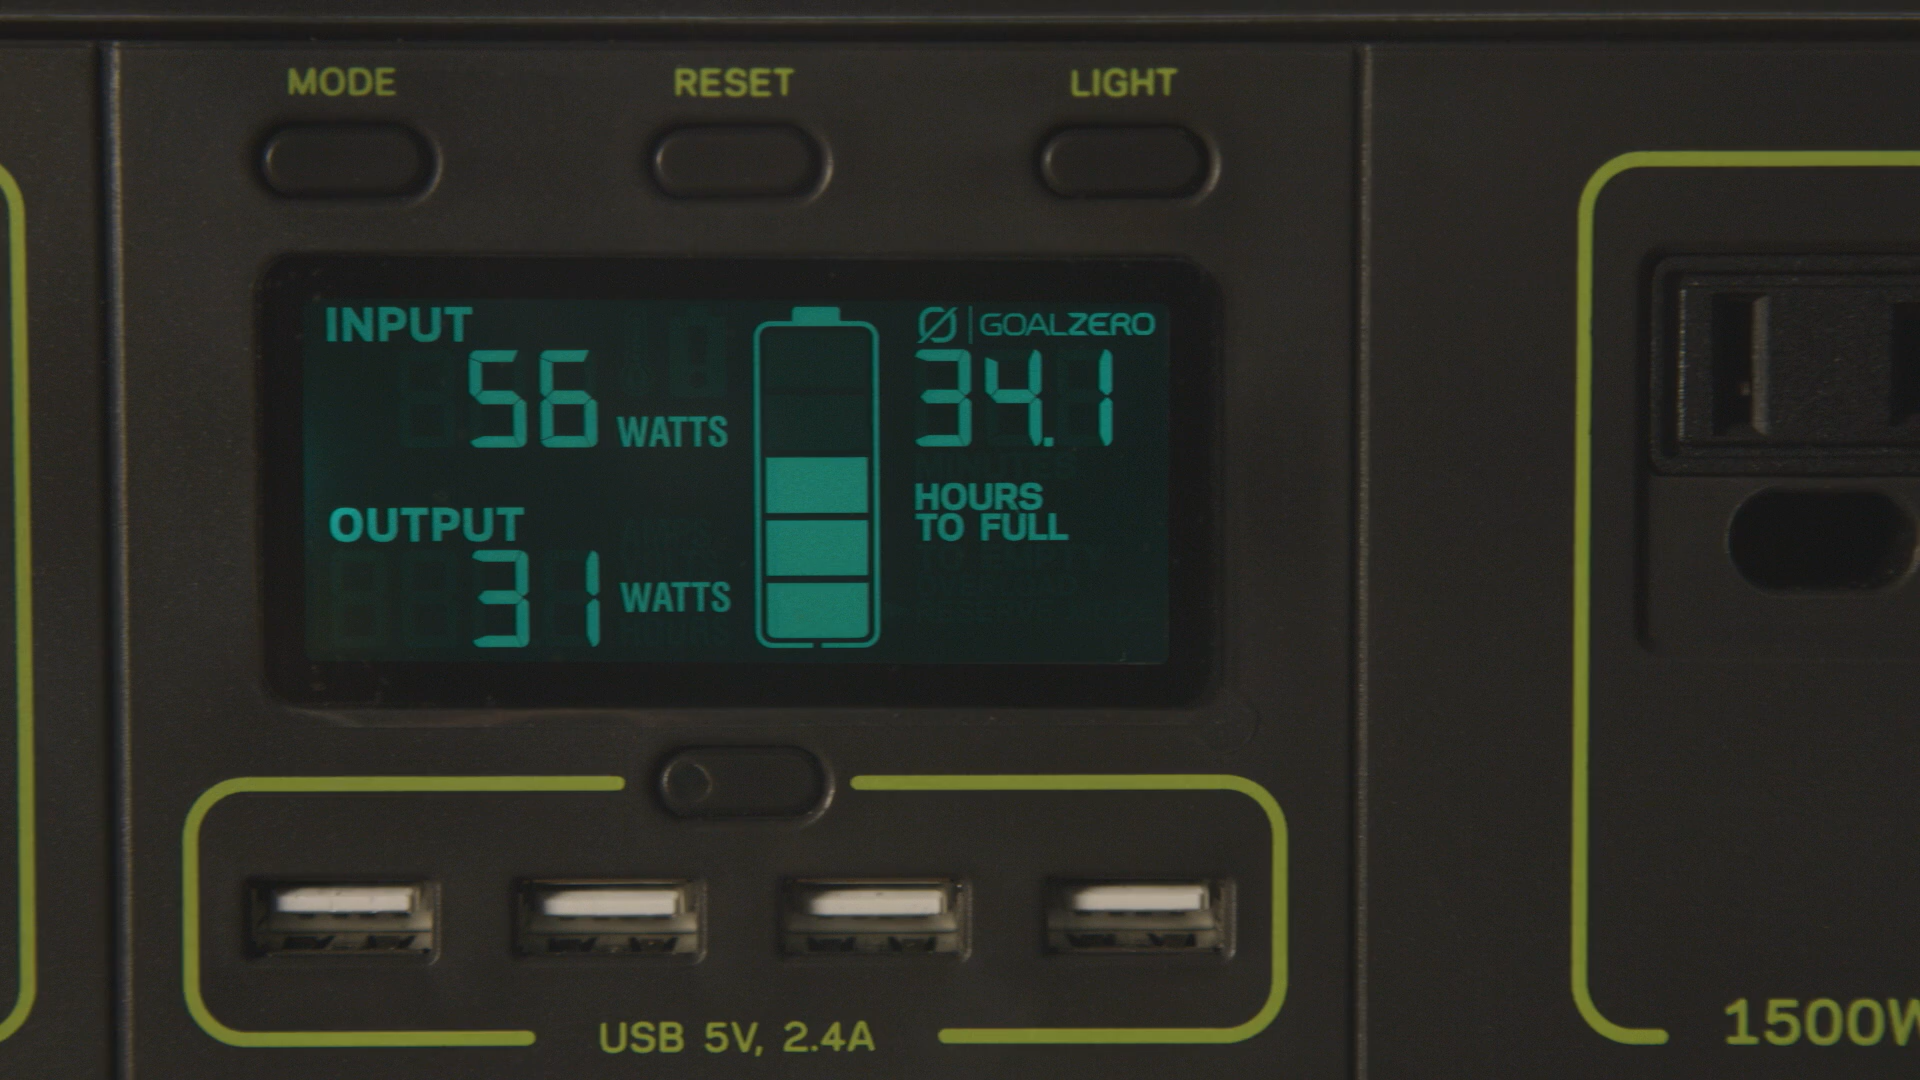 MODE RESET LIGHT
INPUT
56 WATTS
OUTPUT
31 WATTS
GOALZERO
34.1
HOURS
TO FULL
USB 5V, 2.4A
1500W